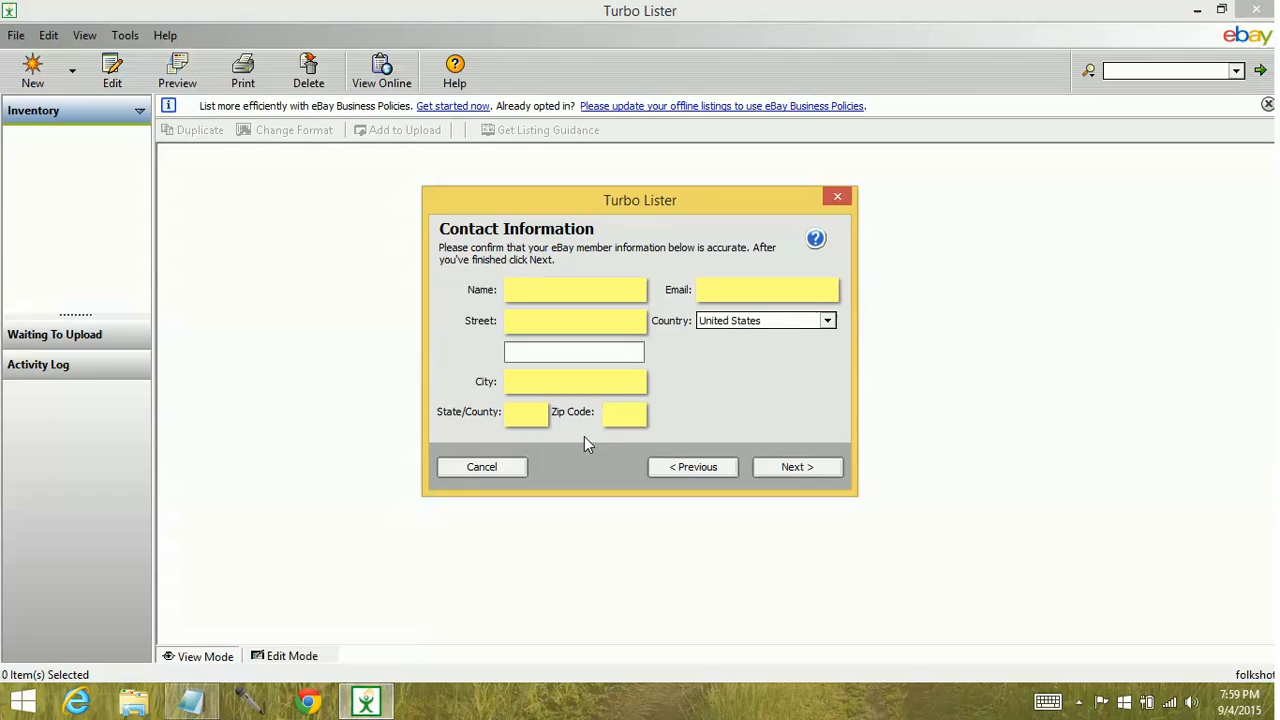 Turbo Lister
File Edit View Tools Help
ebay
New Edit Preview Print Delete View Online Help
Inventory
List more efficiently with eBay Business Policies. Get started now. Already opted in? Please update your offline listings to use eBay Business Policies.
Duplicate Change Format Add to Upload Get Listing Guidance
Turbo Lister
Contact Information
Please confirm that your eBay member information below is accurate. After
you've finished click Next.
Name: Email:
Street: Country: United States
City:
State/County: Zip Code:
Cancel < Previous Next >
Waiting To Upload
Activity Log
View Mode Edit Mode
0 Item(s) Selected
folkshot
7:59 PM
9/4/2015